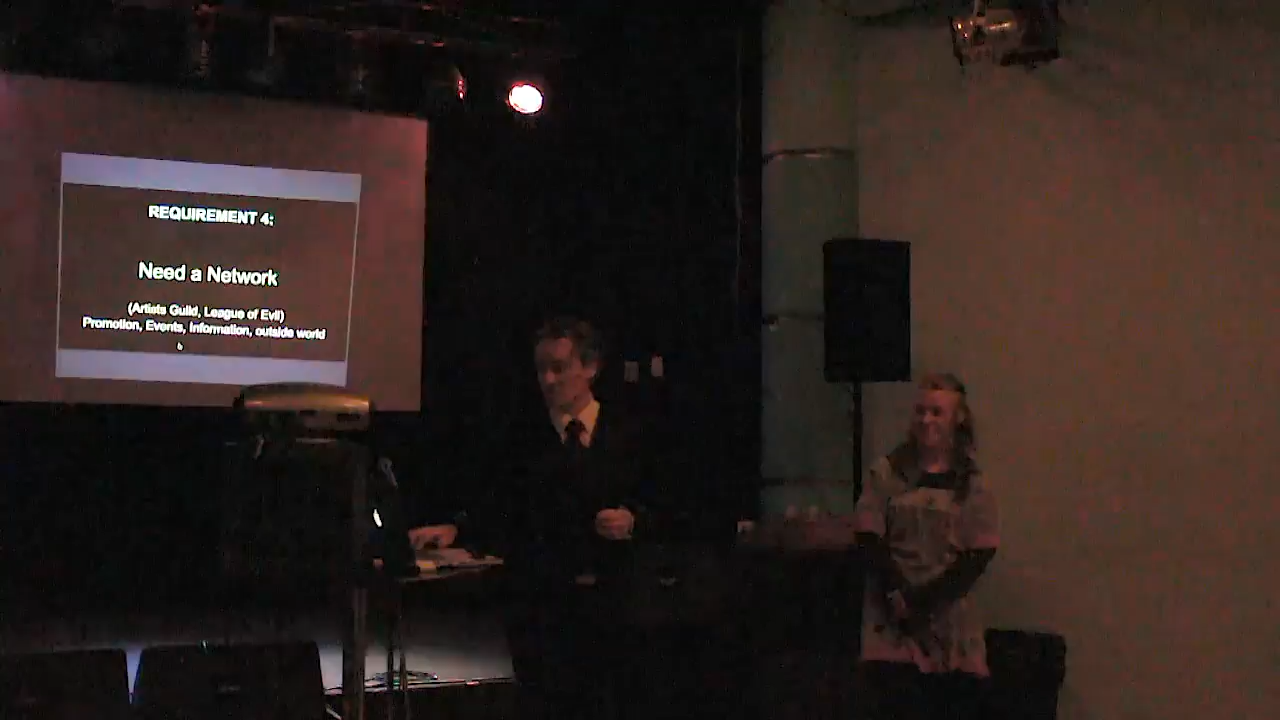 REQUIREMENT 4:
Need a Network
(Artists Guild, League of Evil)
Promotion, Events, Information, outside world